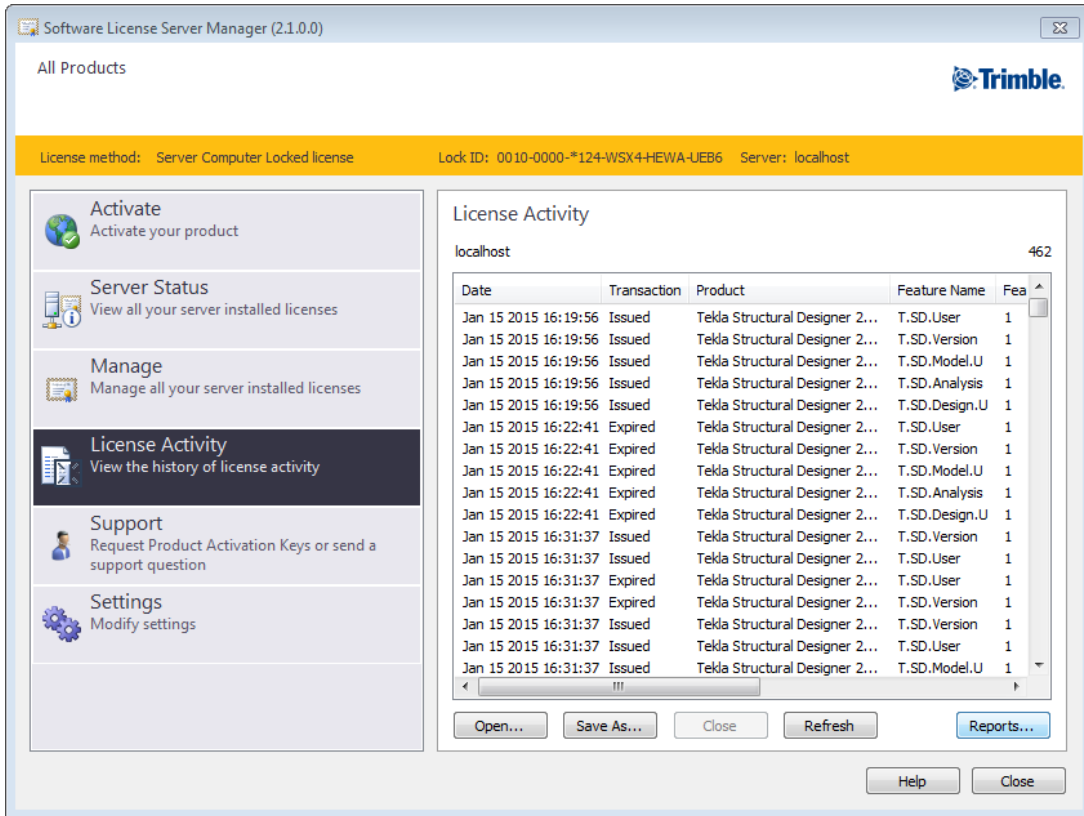 Software License Server Manager (2.1.0.0)
All Products
Trimble.
License method: Server Computer Locked license Lock ID: 0010-0000-*124-WSX4-HEWA-UEB6 Server: localhost
Activate
Activate your product
Server Status
View all your server installed licenses
Manage
Manage all your server installed licenses
License Activity
View the history of license activity
Support
Request Product Activation Keys or send a
support question
Settings
Modify settings
License Activity
localhost 462
Date Transaction Product Feature Name Fea
Jan 15 2015 16:19:56 Issued Tekla Structural Designer 2... T.SD.User 1
Jan 15 2015 16:19:56 Issued Tekla Structural Designer 2... T.SD.Version 1
Jan 15 2015 16:19:56 Issued Tekla Structural Designer 2... T.SD.Model.U 1
Jan 15 2015 16:19:56 Issued Tekla Structural Designer 2... T.SD.Analysis 1
Jan 15 2015 16:19:56 Issued Tekla Structural Designer 2... T.SD.Design.U 1
Jan 15 2015 16:22:41 Expired Tekla Structural Designer 2... T.SD.User 1
Jan 15 2015 16:22:41 Expired Tekla Structural Designer 2... T.SD.Version 1
Jan 15 2015 16:22:41 Expired Tekla Structural Designer 2... T.SD.Model.U 1
Jan 15 2015 16:22:41 Expired Tekla Structural Designer 2... T.SD.Analysis 1
Jan 15 2015 16:22:41 Expired Tekla Structural Designer 2... T.SD.Design.U 1
Jan 15 2015 16:31:37 Issued Tekla Structural Designer 2... T.SD.Version 1
Jan 15 2015 16:31:37 Issued Tekla Structural Designer 2... T.SD.User 1
Jan 15 2015 16:31:37 Expired Tekla Structural Designer 2... T.SD.User 1
Jan 15 2015 16:31:37 Expired Tekla Structural Designer 2... T.SD.Version 1
Jan 15 2015 16:31:37 Issued Tekla Structural Designer 2... T.SD.Version 1
Jan 15 2015 16:31:37 Issued Tekla Structural Designer 2... T.SD.User 1
Jan 15 2015 16:31:37 Issued Tekla Structural Designer 2... T.SD.Model.U 1
Open... Save As... Close Refresh Reports...
Help Close